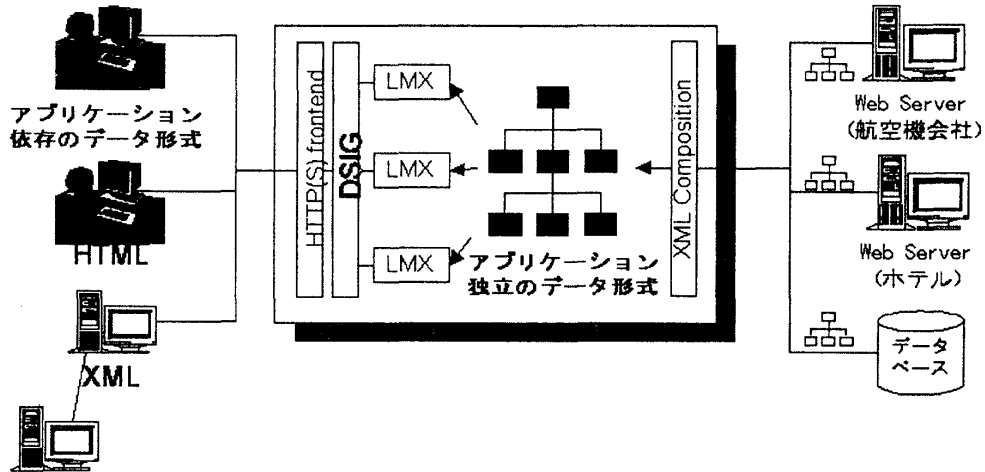 アプリケーション
依存のデータ形式
HTML
XML
HTTP(S) frontend
DSIG
LMX
LMX
LMX
アプリケーション
独立のデータ形式
XML Composition
Web Server
(航空機会社)
Web Server
(ホテル)
データ
ベース